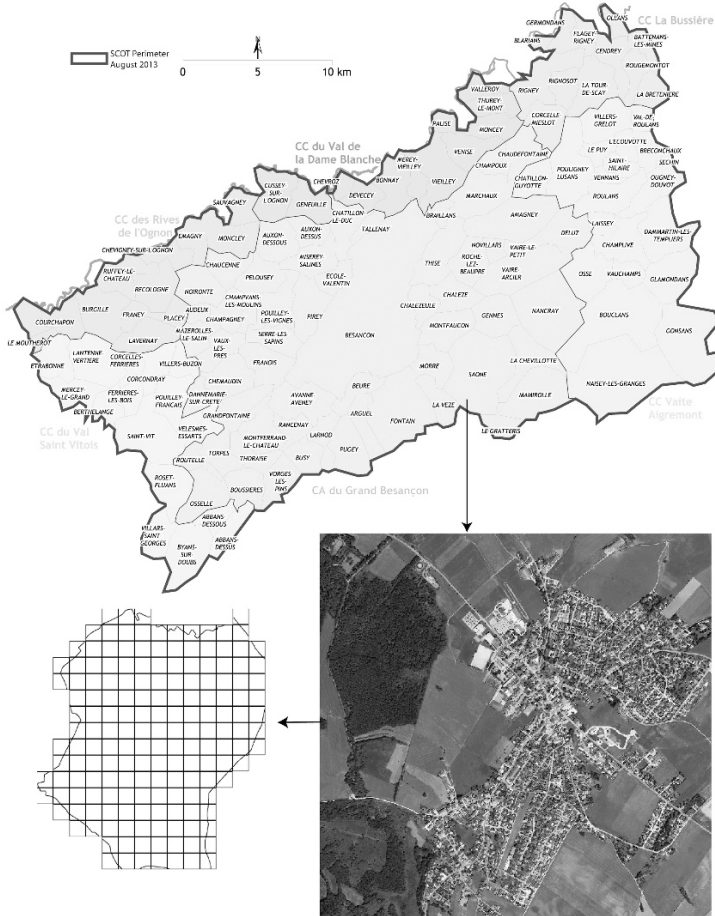 GERMONDANS
OLLANS
CC La Bussière
BLARIANS
FLAGEY-
RIGNEY
CENDREY
BATTENANS-
LES-MINES
ROUGEMONTOT
N
SCOT Perimeter
August 2013
0 5 10 km
VALLEROY
THUREY-
LE-MONT
RIGNEY
RIGNOSOT
LA TOUR-
DE-SCAY
LA BRETENIERE
PALISE
MONCEY
CORCELLE
MIESLOT
VILLERS-
GRELOT
VAL-DE-
ROULANS
CC du Val de
la Dame Blanche
MEREY-
VIEILLEY
VENISE
CHAUDEFONTAINE
L'ECOUVOTTE
LE PUY
BRECONCHAUX
SAINT-
HILAIRE
SECHIN
CHEVROZ
BONNAY
VIEILLEY
CHAMPOUX
CHATILLON-
GUYOTTE
POULIGNEY
LUSANS
VENNANS
OUGNEY-
DOUVOT
CUSSEY-
SUR-
L'OGNON
GENEUILLE
DEVECEY
MARCHAUX
ROULANS
SAUVAGNEY
CHATILLON
LE-DUC
TALLENAY
BRAILLANS
AMAGNEY
LAISSEY
DAMMARTIN-LES-
TEMPLIERS
CC des Rives
de l'Ognon
EMAGNY
MONCLEY
AUXON-
DESSOUS
AUXON-
DESSUS
DELUZ
CHAMPLIVE
CHEVIGNEY-SUR-L'OGNON
MISEREY-
SALINES
NOVILLARS
VAIRE-LE-
PETIT
RUFFEY-LE-
CHATEAU
CHAUCENNE
PELOUSEY
ECOLE-
VALENTIN
THISE
ROCHE
LEZ-
BEAUPRE
VAIRE-
ARCIER
OSSE
VAUCHAMPS
GLAMONDANS
RECOLOGNE
NOIRONTE
CHAMPVANS-
LES-MOULINS
CHALEZE
BURGILLE
FRANEY
PLACEY
AUDEUX
CHAMPAGNEY
POUILLEY-
LES-VIGNES
PIREY
CHALEZEULE
GENNES
NANCRAY
BOUCLANS
COURCHAPON
MAZEROLLES-
LE-SALIN
SERRE-LES-
SAPINS
BESANCON
MONTFAUCON
GONSANS
LE MOUTHEROT
LAVERNAY
VAUX-
LES-
PRES
LANTENNE
VERTIERE
CORCELLES-
FERRIERES
VILLERS-BUZON
FRANOIS
MORRE
SAONE
LA CHEVILLOTTE
ETRABONNE
CORCONDRAY
CHEMAUDIN
BEURE
NAISEY-LES-GRANGES
MERCEY-
LE-GRAND
FERRIERES-
LES-BOIS
POUILLEY-
FRANCAIS
DANNEMARIE-
SUR-CRETE
AVANNE
AVENEY
LA VEZE
MAMIROLLE
CC Valte
Aigremont
BERTHELANGE
GRANDFONTAINE
ARGUEL
FONTAIN
CC du Val
Saint Vitois
SAINT-VIT
VELESMES-
ESSARTS
RANCENAY
LE GRATTERIS
MONTFERRAND
LE-CHATEAU
LARNOD
ROUTELLE
TORPES
THORAISE
BUSY
PUGEY
ROSET-
FLUANS
VORGES
LES-
PINS
BOUSSIERES
CA du Grand Besançon
OSSELLE
ABBANS-
DESSOUS
VILLARS-
SAINT
GEORGES
BYANS-
SUR-
DOUBS
ABBANS-
DESSUS